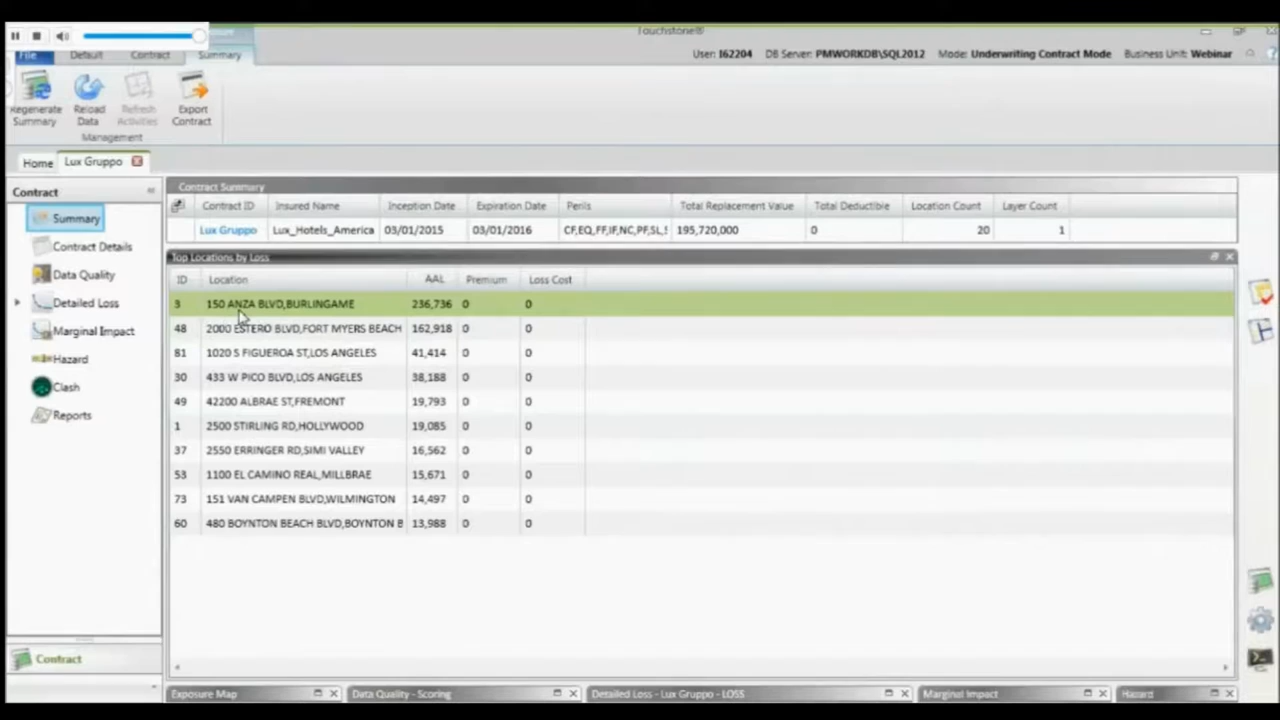 Touchstone®
File Default Contract Summary User: I62204 DB Server: PMWORKDB\SQL2012 Mode: Underwriting Contract Mode Business Unit: Webinar
Regenerate Summary Reload Data Refresh Activities Export Contract
Management
Home Lux Gruppo
Contract
Summary
Contract Details
Data Quality
Detailed Loss
Marginal Impact
Hazard
Clash
Reports
Contract
Contract Summary
Contract ID Insured Name Inception Date Expiration Date Perils Total Replacement Value Total Deductible Location Count Layer Count
Lux Gruppo Lux_Hotels_America 03/01/2015 03/01/2016 CF,EQ,FF,IF,NC,PF,SL, 195,720,000 0 20 1
Top Locations by Loss
ID Location AAL Premium Loss Cost
3 150 ANZA BLVD,BURLINGAME 236,736 0 0
48 2000 ESTERO BLVD,FORT MYERS BEACH 162,918 0 0
81 1020 S FIGUEROA ST,LOS ANGELES 41,414 0 0
30 433 W PICO BLVD,LOS ANGELES 38,188 0 0
49 42200 ALBRAE ST,FREMONT 19,793 0 0
1 2500 STIRLING RD,HOLLYWOOD 19,085 0 0
37 2550 ERRINGER RD,SIMI VALLEY 16,562 0 0
53 1100 EL CAMINO REAL,MILLBRAE 15,671 0 0
73 151 VAN CAMPEN BLVD,WILMINGTON 14,497 0 0
60 480 BOYNTON BEACH BLVD,BOYNTON B 13,988 0 0
Exposure Map Data Quality - Scoring Detailed Loss - Lux Gruppo - LOSS Marginal Impact Hazard